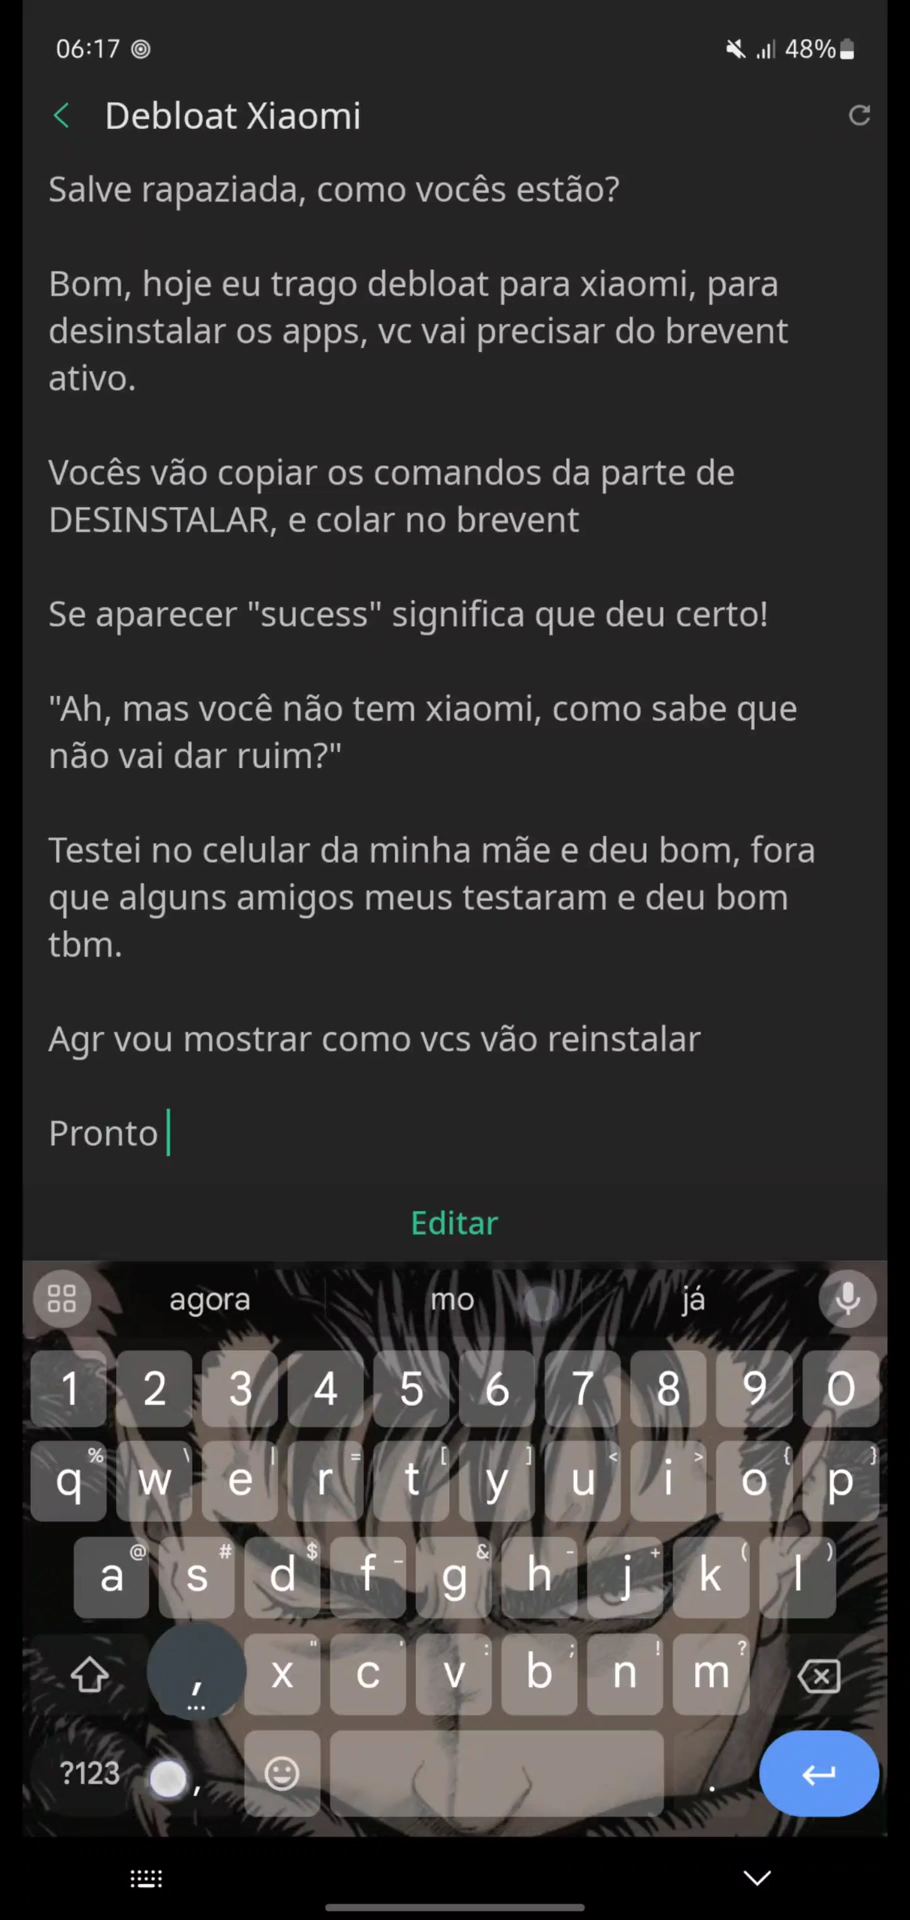 06:17 48%
Debloat Xiaomi
Salve rapaziada, como vocês estão?
Bom, hoje eu trago debloat para xiaomi, para
desinstalar os apps, vc vai precisar do brevent
ativo.
Vocês vão copiar os comandos da parte de
DESINSTALAR, e colar no brevent
Se aparecer "sucess" significa que deu certo!
"Ah, mas você não tem xiaomi, como sabe que
não vai dar ruim?"
Testei no celular da minha mãe e deu bom, fora
que alguns amigos meus testaram e deu bom
tbm.
Agr vou mostrar como vcs vão reinstalar
Pronto
Editar
agora mo já
1 2 3 4 5 6 7 8 9 0
% \ | = [ ] < > { }
q w e r t y u i o p
@ # $ _ & - + ( )
a s d f g h j k l
" ' : ; ! ?
, x c v b n m
?123 , .